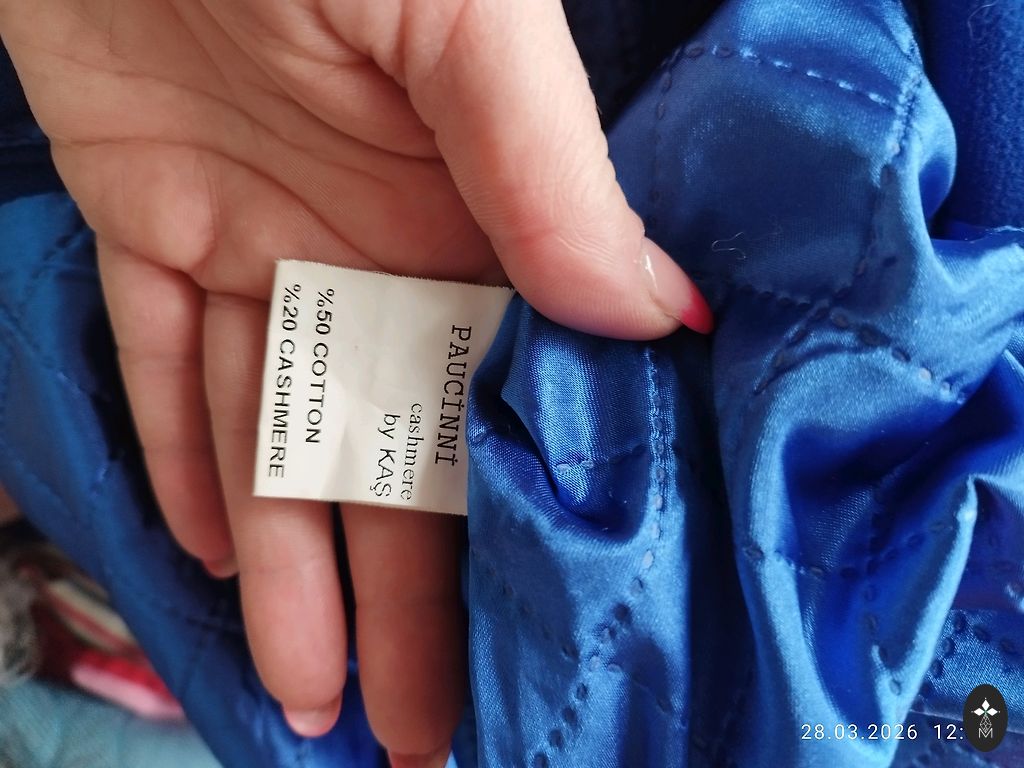 PAUCİNNİ
cashmere
by KAŞ
%50 COTTON
%20 CASHMERE
28.03.2026 12:
M